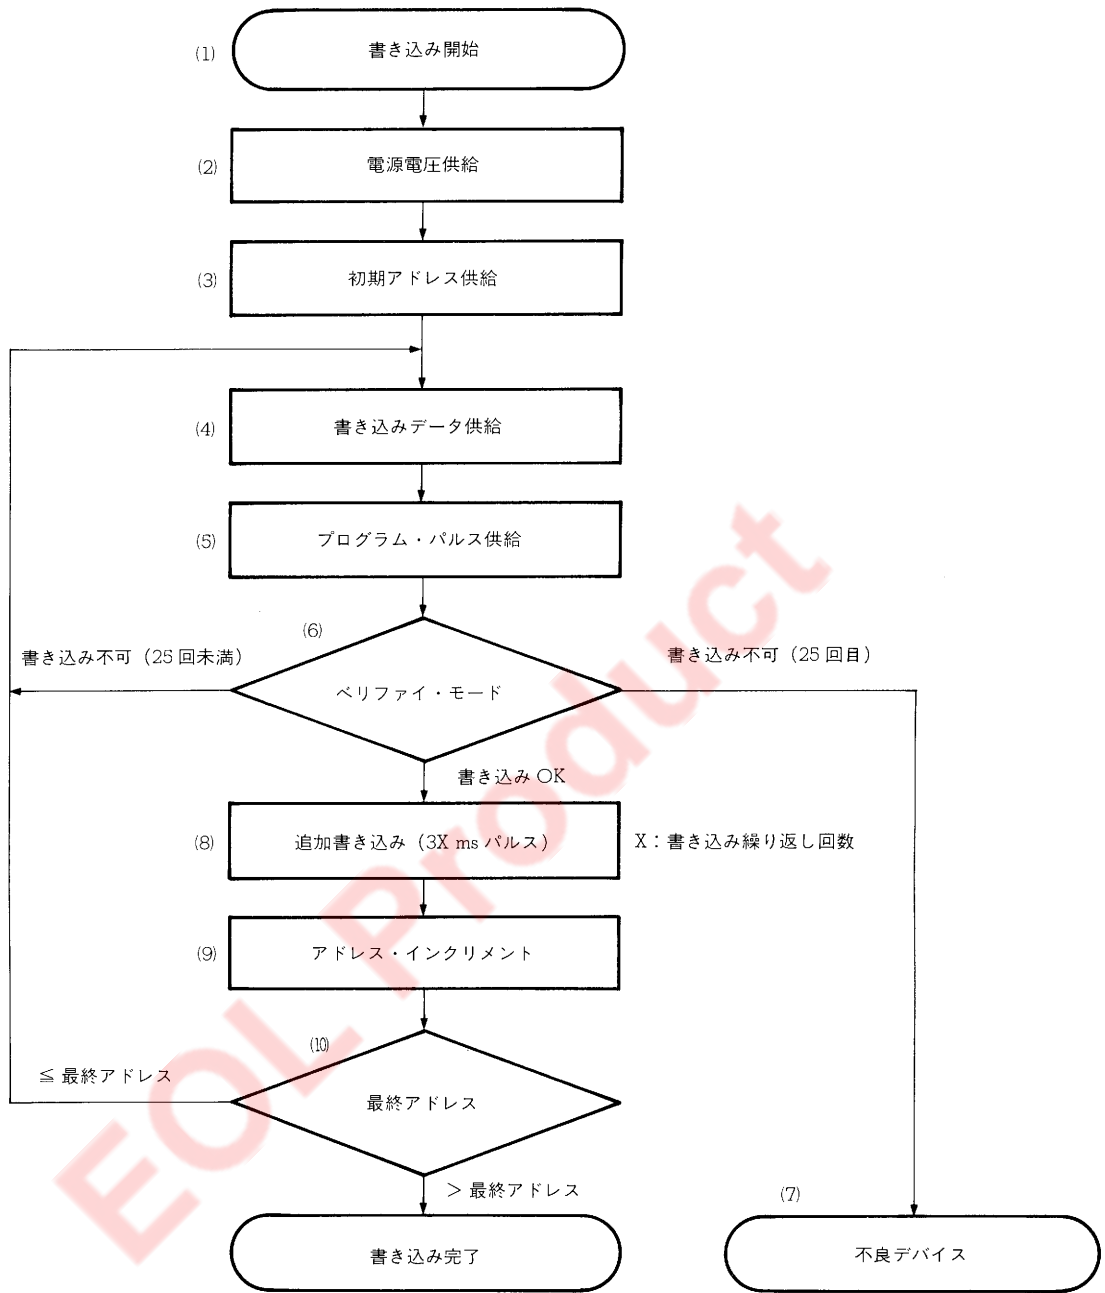 (1) 書き込み開始
(2) 電源電圧供給
(3) 初期アドレス供給
(4) 書き込みデータ供給
(5) プログラム・パルス供給
(6)
書き込み不可（25回未満）
書き込み不可（25回目）
ベリファイ・モード
書き込みOK
(8) 追加書き込み（3X ms パルス） X：書き込み繰り返し回数
(9) アドレス・インクリメント
(10)
≦ 最終アドレス
最終アドレス
＞ 最終アドレス
(7)
書き込み完了
不良デバイス
EOL Product